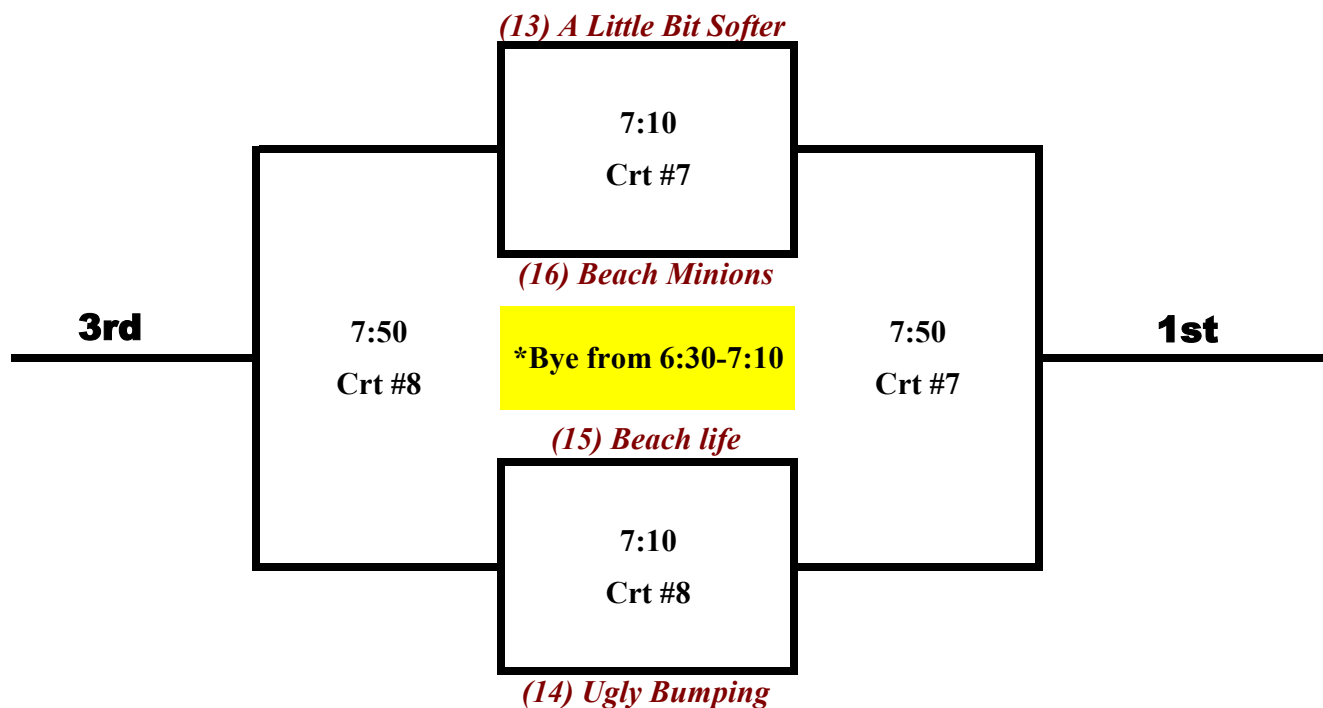 (13) A Little Bit Softer
7:10
Crt #7
(16) Beach Minions
3rd
7:50
Crt #8
*Bye from 6:30-7:10
7:50
Crt #7
1st
(15) Beach life
7:10
Crt #8
(14) Ugly Bumping